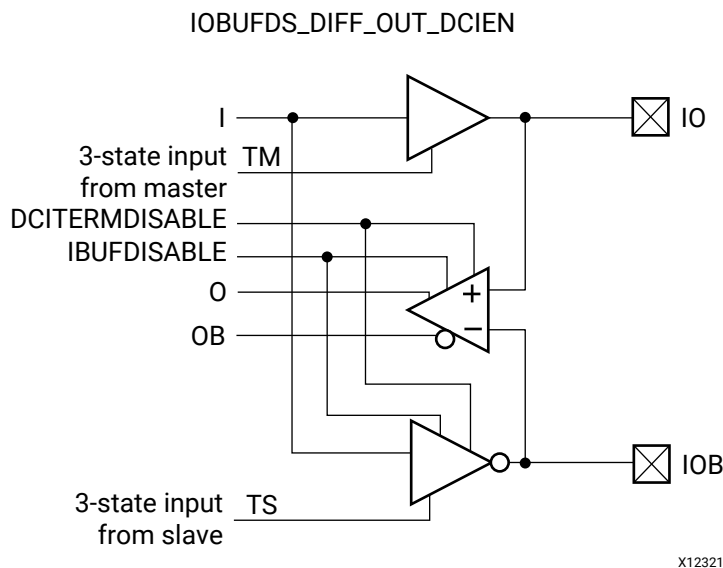 IOBUFDS_DIFF_OUT_DCIEN
I
IO
3-state input TM
from master
DCITERMDISABLE
IBUFDISABLE
O
+
−
OB
IOB
3-state input TS
from slave
X12321